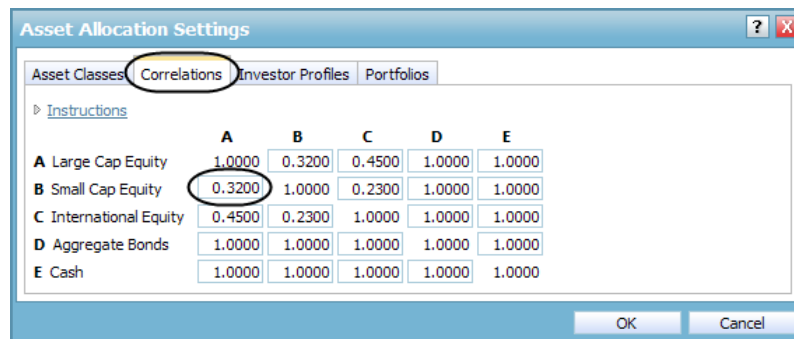 Asset Allocation Settings ? X
Asset Classes Correlations Investor Profiles Portfolios
Instructions
A B C D E
A Large Cap Equity 1.0000 0.3200 0.4500 1.0000 1.0000
B Small Cap Equity 0.3200 1.0000 0.2300 1.0000 1.0000
C International Equity 0.4500 0.2300 1.0000 1.0000 1.0000
D Aggregate Bonds 1.0000 1.0000 1.0000 1.0000 1.0000
E Cash 1.0000 1.0000 1.0000 1.0000 1.0000
OK Cancel